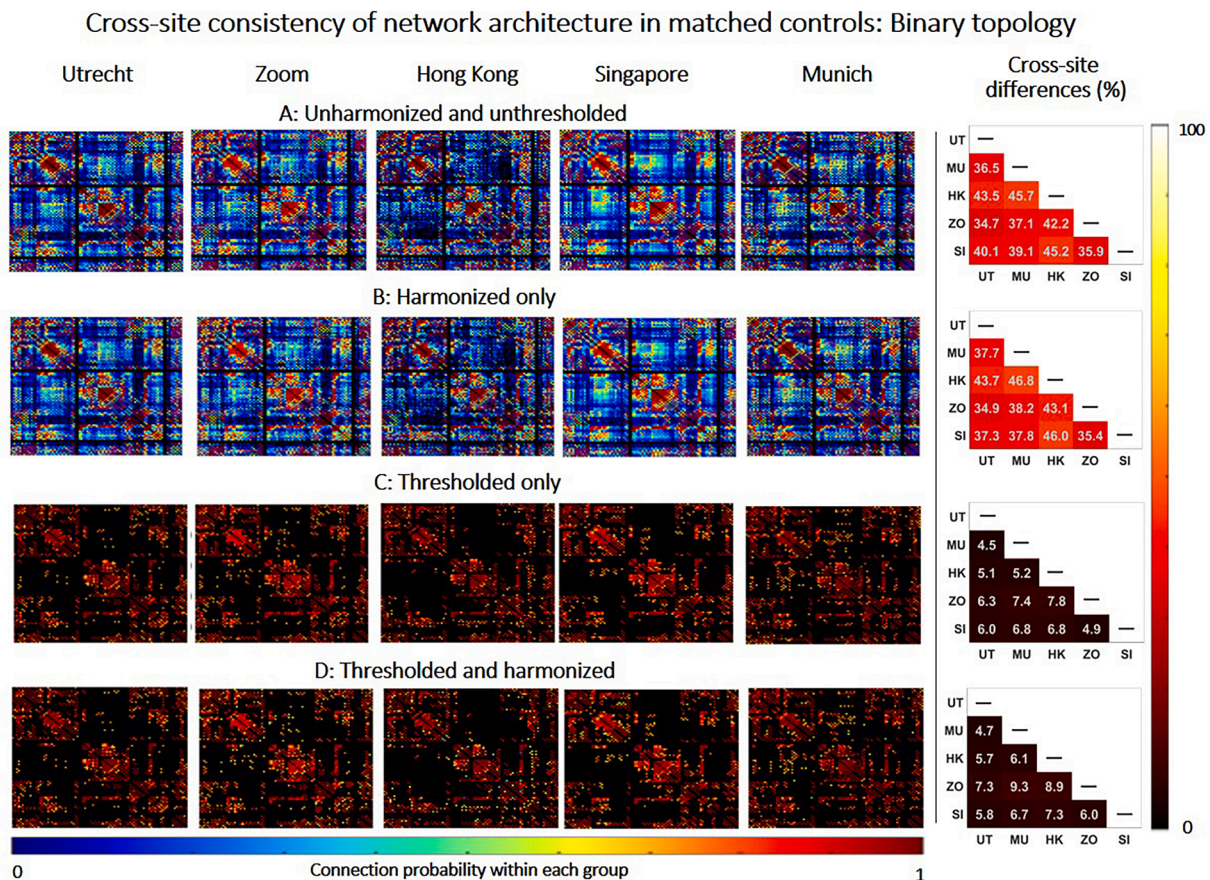 Cross-site consistency of network architecture in matched controls: Binary topology
Utrecht Zoom Hong Kong Singapore Munich
Cross-site
differences (%)
A: Unharmonized and unthresholded
100
UT —
MU 36.5 —
HK 43.5 45.7 —
ZO 34.7 37.1 42.2 —
SI 40.1 39.1 45.2 35.9 —
UT MU HK ZO SI
B: Harmonized only
UT —
MU 37.7 —
HK 43.7 46.8 —
ZO 34.9 38.2 43.1 —
SI 37.3 37.8 46.0 35.4 —
UT MU HK ZO SI
C: Thresholded only
UT —
MU 4.5 —
HK 5.1 5.2 —
ZO 6.3 7.4 7.8 —
SI 6.0 6.8 6.8 4.9 —
UT MU HK ZO SI
D: Thresholded and harmonized
UT —
MU 4.7 —
HK 5.7 6.1 —
ZO 7.3 9.3 8.9 —
SI 5.8 6.7 7.3 6.0 —
UT MU HK ZO SI
0
0 Connection probability within each group 1